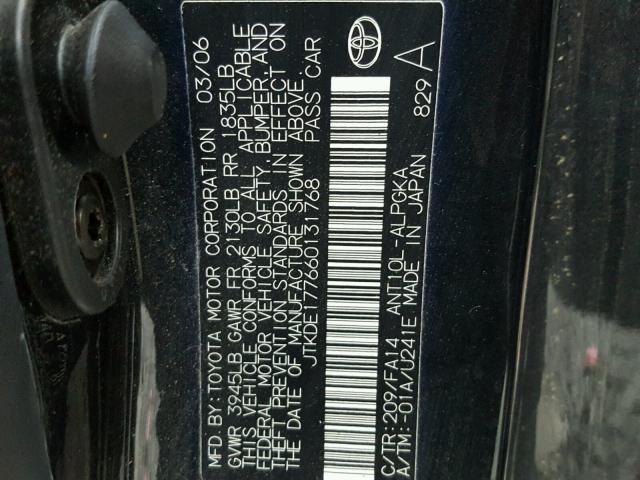 MFD BY: TOYOTA MOTOR CORPORATION 03/06
GVWR 3945LB GAWR FR 2130LB RR 1835LB
THIS VEHICLE CONFORMS TO ALL APPLICABLE
FEDERAL MOTOR VEHICLE SAFETY, BUMPER, AND
THEFT PREVENTION STANDARDS IN EFFECT ON
THE DATE OF MANUFACTURE SHOWN ABOVE.
JTKDE177660131768 PASS CAR
C/TR: 209/FA14 ANT10L-ALPGKA
A/TM: -01A/U241E MADE IN JAPAN
829 A